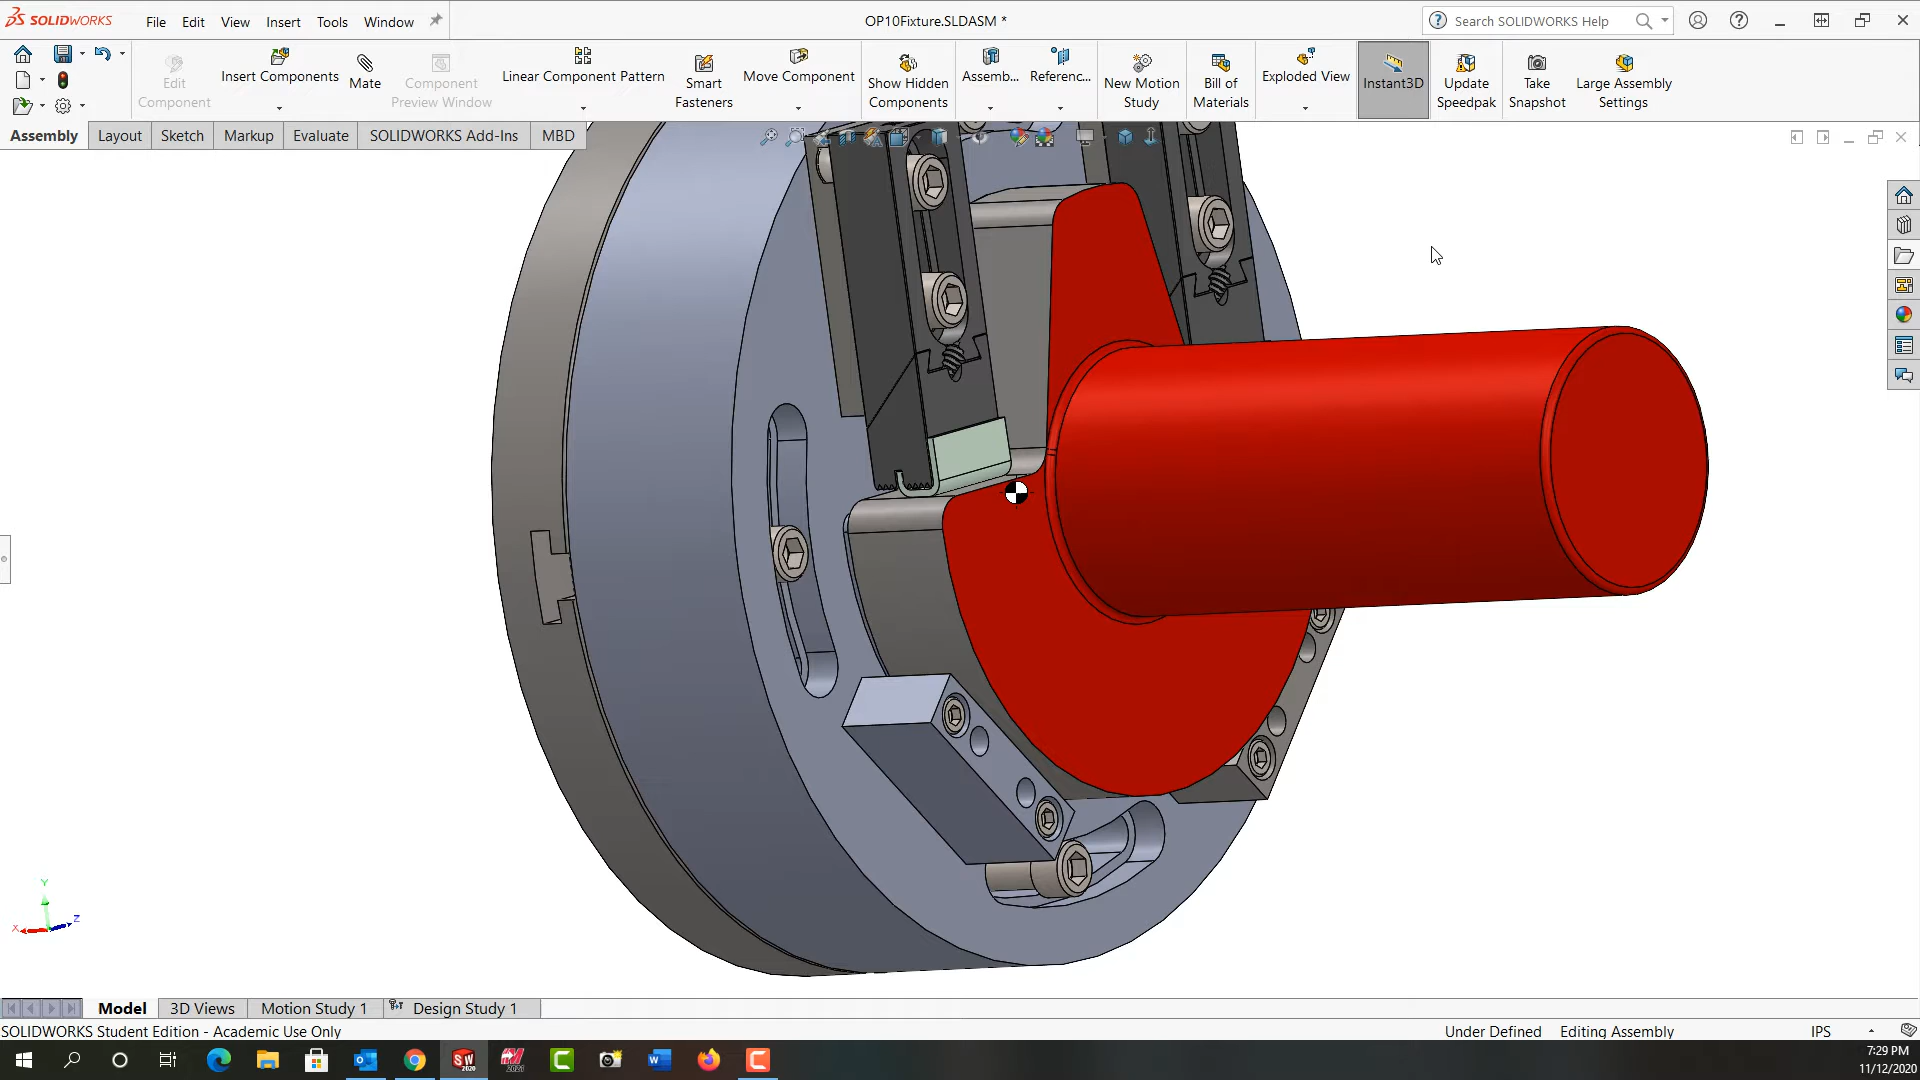 SOLIDWORKS File Edit View Insert Tools Window OP10Fixture.SLDASM * Search SOLIDWORKS Help
Edit Component
Insert Components
Mate
Component Preview Window
Linear Component Pattern
Smart Fasteners
Move Component
Show Hidden Components
Assemb...
Referenc...
New Motion Study
Bill of Materials
Exploded View
Instant3D
Update Speedpak
Take Snapshot
Large Assembly Settings
Assembly Layout Sketch Markup Evaluate SOLIDWORKS Add-Ins MBD
Y
Z
X
Model 3D Views Motion Study 1 Design Study 1
SOLIDWORKS Student Edition - Academic Use Only Under Defined Editing Assembly IPS
7:29 PM
11/12/2020